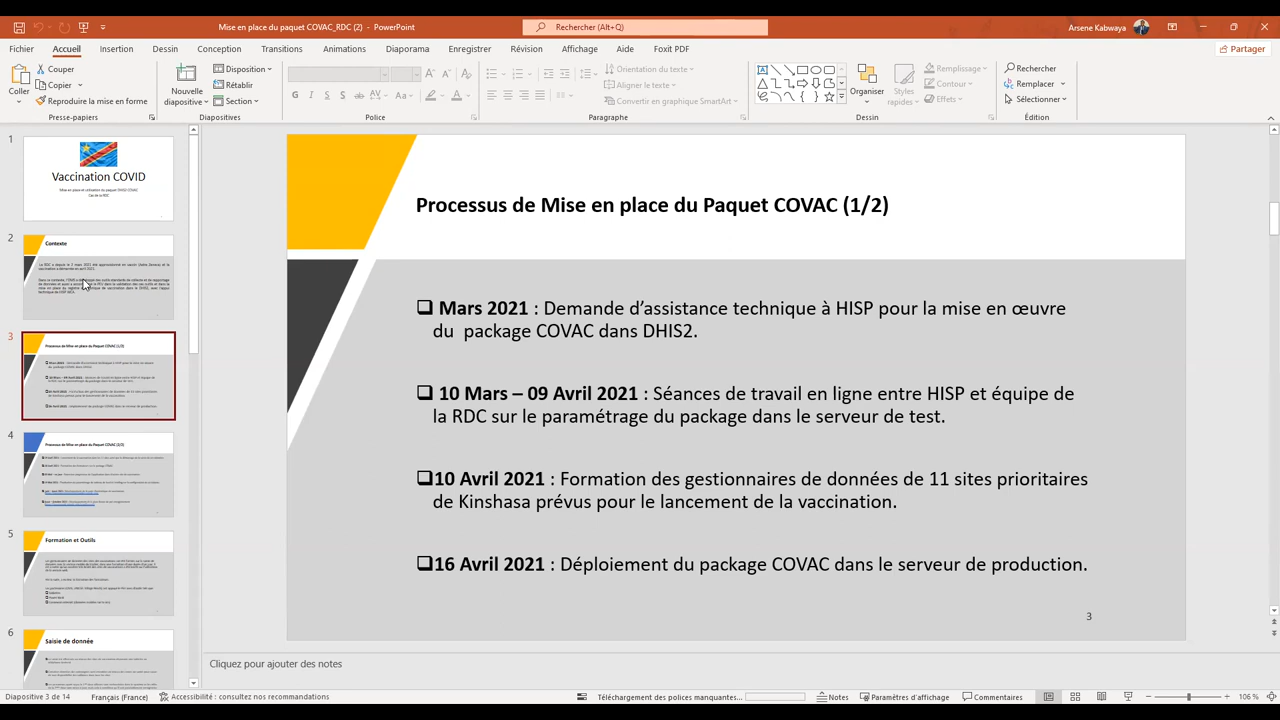 Mise en place du paquet COVAC_RDC (2) - PowerPoint
Rechercher (Alt+Q)
Arsene Kabwaya
Fichier Accueil Insertion Dessin Conception Transitions Animations Diaporama Enregistrer Révision Affichage Aide Foxit PDF
Partager
Coller
Couper
Copier
Reproduire la mise en forme
Presse-papiers
Nouvelle diapositive
Disposition
Rétablir
Section
Diapositives
Police
Orientation du texte
Aligner le texte
Convertir en graphique SmartArt
Paragraphe
Organiser
Styles rapides
Remplissage
Contour
Effets
Dessin
Rechercher
Remplacer
Sélectionner
Édition
1
Vaccination COVID
2
Contexte
3
Processus de Mise en place du Paquet COVAC (1/2)
4
Processus de Mise en place du Paquet COVAC (2/2)
5
Formation et Outils
6
Saisie de donnée
Processus de Mise en place du Paquet COVAC (1/2)
Mars 2021 : Demande d’assistance technique à HISP pour la mise en œuvre
du package COVAC dans DHIS2.
10 Mars – 09 Avril 2021 : Séances de travail en ligne entre HISP et équipe de
la RDC sur le paramétrage du package dans le serveur de test.
10 Avril 2021 : Formation des gestionnaires de données de 11 sites prioritaires
de Kinshasa prévus pour le lancement de la vaccination.
16 Avril 2021 : Déploiement du package COVAC dans le serveur de production.
3
Cliquez pour ajouter des notes
Diapositive 3 de 14 Français (France) Accessibilité : consultez nos recommandations Téléchargement des polices manquantes... Notes Paramètres d'affichage Commentaires 106 %